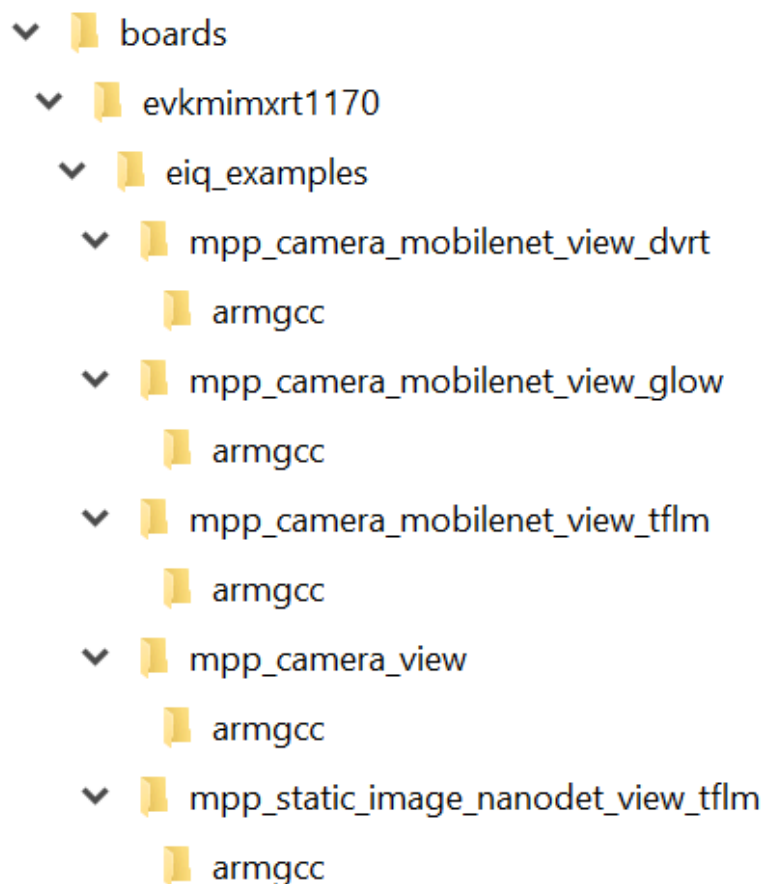 boards
evkmimxrt1170
eiq_examples
mpp_camera_mobilenet_view_dvrt
armgcc
mpp_camera_mobilenet_view_glow
armgcc
mpp_camera_mobilenet_view_tflm
armgcc
mpp_camera_view
armgcc
mpp_static_image_nanodet_view_tflm
armgcc